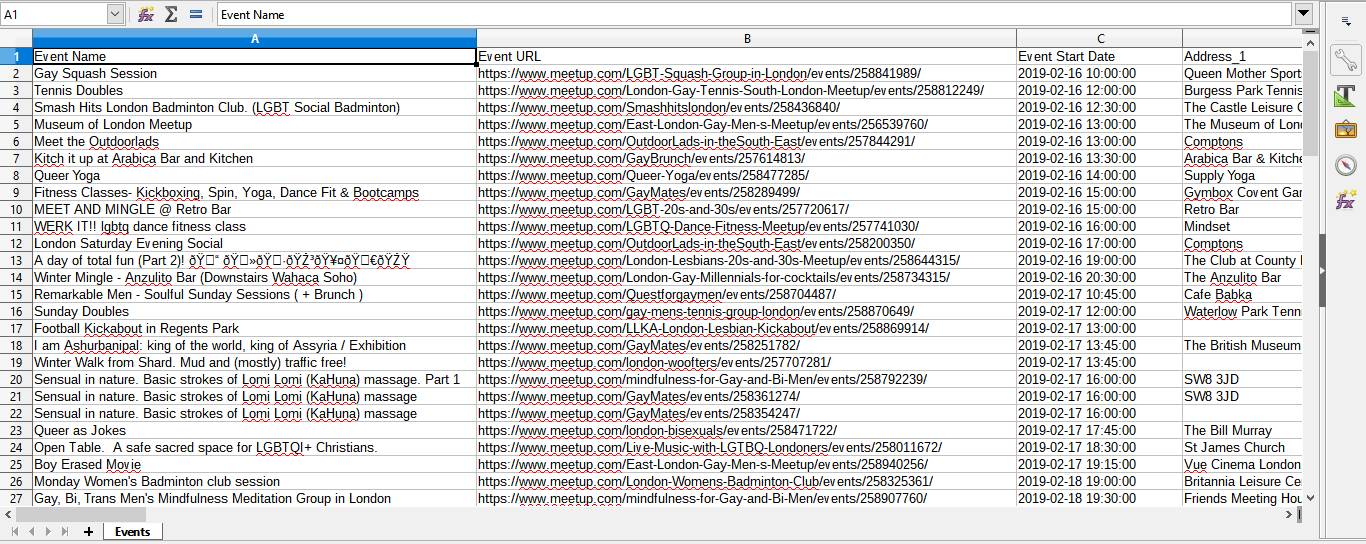 A1 Event Name
A B C
1 Event Name Event URL Event Start Date Address_1
2 Gay Squash Session https://www.meetup.com/LGBT-Squash-Group-in-London/events/258841989/ 2019-02-16 10:00:00 Queen Mother Sport
3 Tennis Doubles https://www.meetup.com/London-Gay-Tennis-South-London-Meetup/events/258812249/ 2019-02-16 12:00:00 Burgess Park Tennis
4 Smash Hits London Badminton Club. (LGBT Social Badminton) https://www.meetup.com/Smashhitslondon/events/258436840/ 2019-02-16 12:30:00 The Castle Leisure C
5 Museum of London Meetup https://www.meetup.com/East-London-Gay-Men-s-Meetup/events/256539760/ 2019-02-16 13:00:00 The Museum of Lond
6 Meet the Outdoorlads https://www.meetup.com/OutdoorLads-in-theSouth-East/events/257844291/ 2019-02-16 13:00:00 Comptons
7 Kitch it up at Arabica Bar and Kitchen https://www.meetup.com/GayBrunch/events/257614813/ 2019-02-16 13:30:00 Arabica Bar & Kitche
8 Queer Yoga https://www.meetup.com/Queer-Yoga/events/258477285/ 2019-02-16 14:00:00 Supply Yoga
9 Fitness Classes- Kickboxing, Spin, Yoga, Dance Fit & Bootcamps https://www.meetup.com/GayMates/events/258289499/ 2019-02-16 15:00:00 Gymbox Covent Gar
10 MEET AND MINGLE @ Retro Bar https://www.meetup.com/LGBT-20s-and-30s/events/257720617/ 2019-02-16 15:00:00 Retro Bar
11 WERK IT!! lgbtq dance fitness class https://www.meetup.com/LGBTQ-Dance-Fitness-Meetup/events/257741030/ 2019-02-16 16:00:00 Mindset
12 London Saturday Evening Social https://www.meetup.com/OutdoorLads-in-theSouth-East/events/258200350/ 2019-02-16 17:00:00 Comptons
13 A day of total fun (Part 2)! https://www.meetup.com/London-Lesbians-20s-and-30s-Meetup/events/258644315/ 2019-02-16 19:00:00 The Club at County
14 Winter Mingle - Anzulito Bar (Downstairs Wahaca Soho) https://www.meetup.com/London-Gay-Millennials-for-cocktails/events/258734315/ 2019-02-16 20:30:00 The Anzulito Bar
15 Remarkable Men - Soulful Sunday Sessions ( + Brunch ) https://www.meetup.com/Questforgaymen/events/258704487/ 2019-02-17 10:45:00 Cafe Babka
16 Sunday Doubles https://www.meetup.com/gay-mens-tennis-group-london/events/258870649/ 2019-02-17 12:00:00 Waterlow Park Tenni
17 Football Kickabout in Regents Park https://www.meetup.com/LLKA-London-Lesbian-Kickabout/events/258869914/ 2019-02-17 13:00:00
18 I am Ashurbanipal: king of the world, king of Assyria / Exhibition https://www.meetup.com/GayMates/events/258251782/ 2019-02-17 13:45:00 The British Museum
19 Winter Walk from Shard. Mud and (mostly) traffic free! https://www.meetup.com/london-woofters/events/257707281/ 2019-02-17 13:45:00
20 Sensual in nature. Basic strokes of Lomi Lomi (KaHuna) massage. Part 1 https://www.meetup.com/mindfulness-for-Gay-and-Bi-Men/events/258792239/ 2019-02-17 16:00:00 SW8 3JD
21 Sensual in nature. Basic strokes of Lomi Lomi (KaHuna) massage https://www.meetup.com/GayMates/events/258361274/ 2019-02-17 16:00:00 SW8 3JD
22 Sensual in nature. Basic strokes of Lomi Lomi (KaHuna) massage https://www.meetup.com/GayMates/events/258354247/ 2019-02-17 16:00:00
23 Queer as Jokes https://www.meetup.com/london-bisexuals/events/258471722/ 2019-02-17 17:45:00 The Bill Murray
24 Open Table. A safe sacred space for LGBTQI+ Christians. https://www.meetup.com/Live-Music-with-LGTBQ-Londoners/events/258011672/ 2019-02-17 18:30:00 St James Church
25 Boy Erased Movie https://www.meetup.com/East-London-Gay-Men-s-Meetup/events/258940256/ 2019-02-17 19:15:00 Vue Cinema London
26 Monday Women's Badminton club session https://www.meetup.com/London-Womens-Badminton-Club/events/258325361/ 2019-02-18 19:00:00 Britannia Leisure Ce
27 Gay, Bi, Trans Men's Mindfulness Meditation Group in London https://www.meetup.com/mindfulness-for-Gay-and-Bi-Men/events/258907760/ 2019-02-18 19:30:00 Friends Meeting Hou
Events